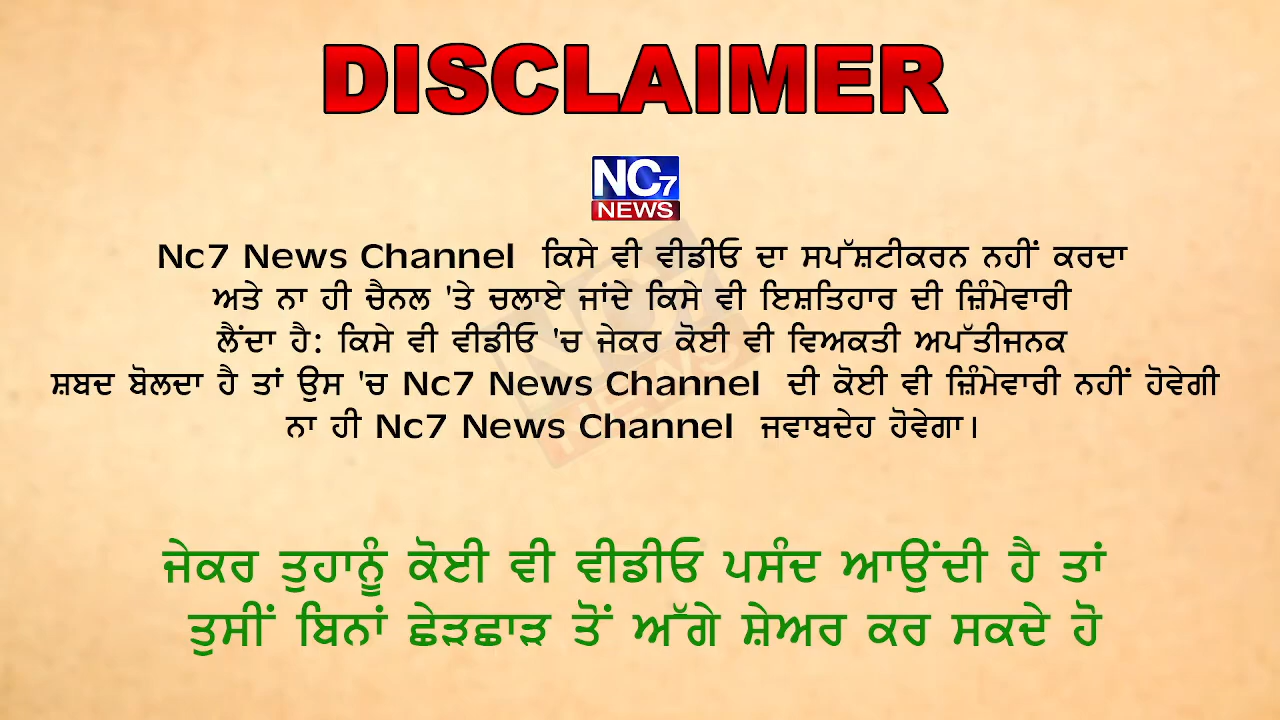 DISCLAIMER
NC7
NEWS
Nc7 News Channel ਕਿਸੇ ਵੀ ਵੀਡੀਓ ਦਾ ਸਪੱਸ਼ਟੀਕਰਨ ਨਹੀਂ ਕਰਦਾ
ਅਤੇ ਨਾ ਹੀ ਚੈਨਲ 'ਤੇ ਚਲਾਏ ਜਾਂਦੇ ਕਿਸੇ ਵੀ ਇਸ਼ਤਿਹਾਰ ਦੀ ਜ਼ਿੰਮੇਵਾਰੀ
ਲੈਂਦਾ ਹੈ: ਕਿਸੇ ਵੀ ਵੀਡੀਓ 'ਚ ਜੇਕਰ ਕੋਈ ਵੀ ਵਿਅਕਤੀ ਅਪੱਤੀਜਨਕ
ਸ਼ਬਦ ਬੋਲਦਾ ਹੈ ਤਾਂ ਉਸ 'ਚ Nc7 News Channel ਦੀ ਕੋਈ ਵੀ ਜ਼ਿੰਮੇਵਾਰੀ ਨਹੀਂ ਹੋਵੇਗੀ
ਨਾ ਹੀ Nc7 News Channel ਜਵਾਬਦੇਹ ਹੋਵੇਗਾ।
ਜੇਕਰ ਤੁਹਾਨੂੰ ਕੋਈ ਵੀ ਵੀਡੀਓ ਪਸੰਦ ਆਉਂਦੀ ਹੈ ਤਾਂ
ਤੁਸੀਂ ਬਿਨਾਂ ਛੇੜਛਾੜ ਤੋਂ ਅੱਗੇ ਸ਼ੇਅਰ ਕਰ ਸਕਦੇ ਹੋ